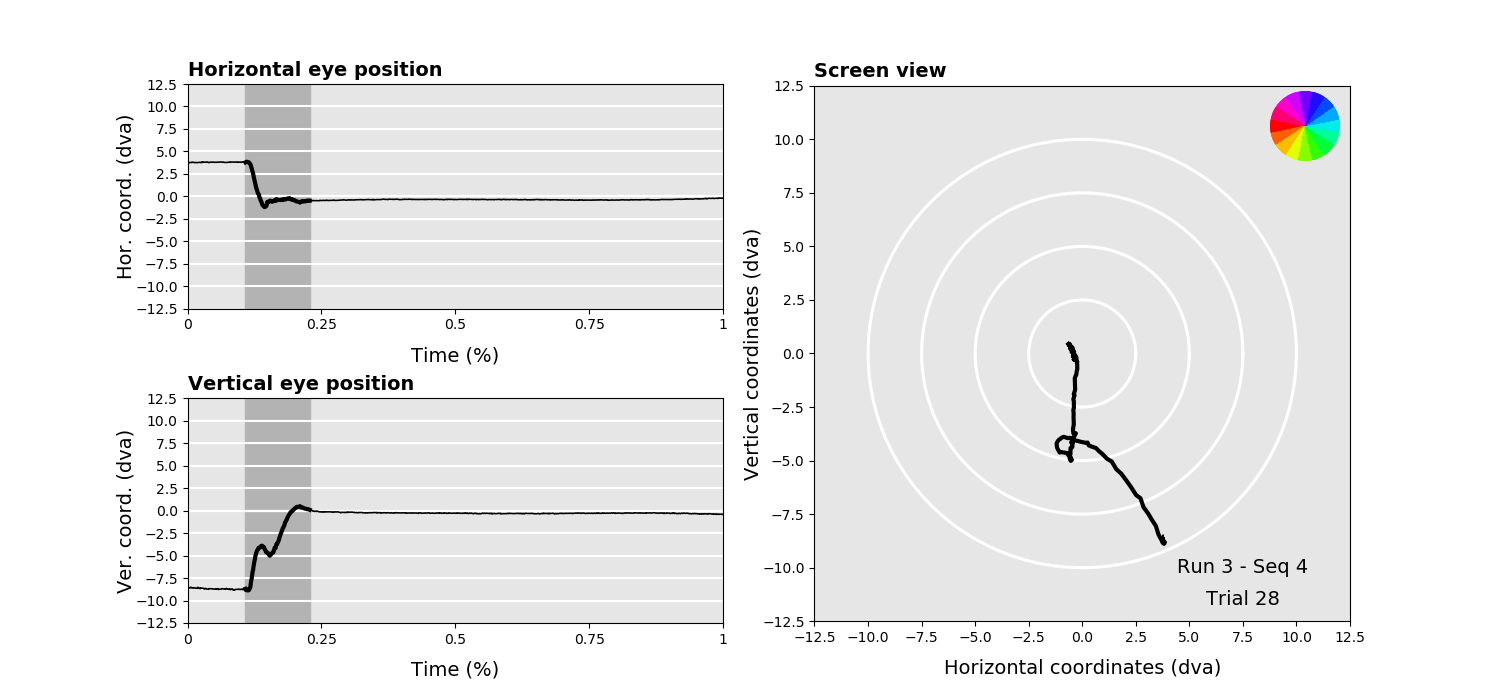 Horizontal eye position
12.5
10.0
7.5
5.0
2.5
0.0
−2.5
−5.0
−7.5
−10.0
−12.5
Hor. coord. (dva)
0 0.25 0.5 0.75 1
Time (%)
Vertical eye position
12.5
10.0
7.5
5.0
2.5
0.0
−2.5
−5.0
−7.5
−10.0
−12.5
Ver. coord. (dva)
0 0.25 0.5 0.75 1
Time (%)
Screen view
12.5
10.0
7.5
5.0
2.5
0.0
−2.5
−5.0
−7.5
−10.0
−12.5
Vertical coordinates (dva)
Run 3 - Seq 4
Trial 28
−12.5 −10.0 −7.5 −5.0 −2.5 0.0 2.5 5.0 7.5 10.0 12.5
Horizontal coordinates (dva)